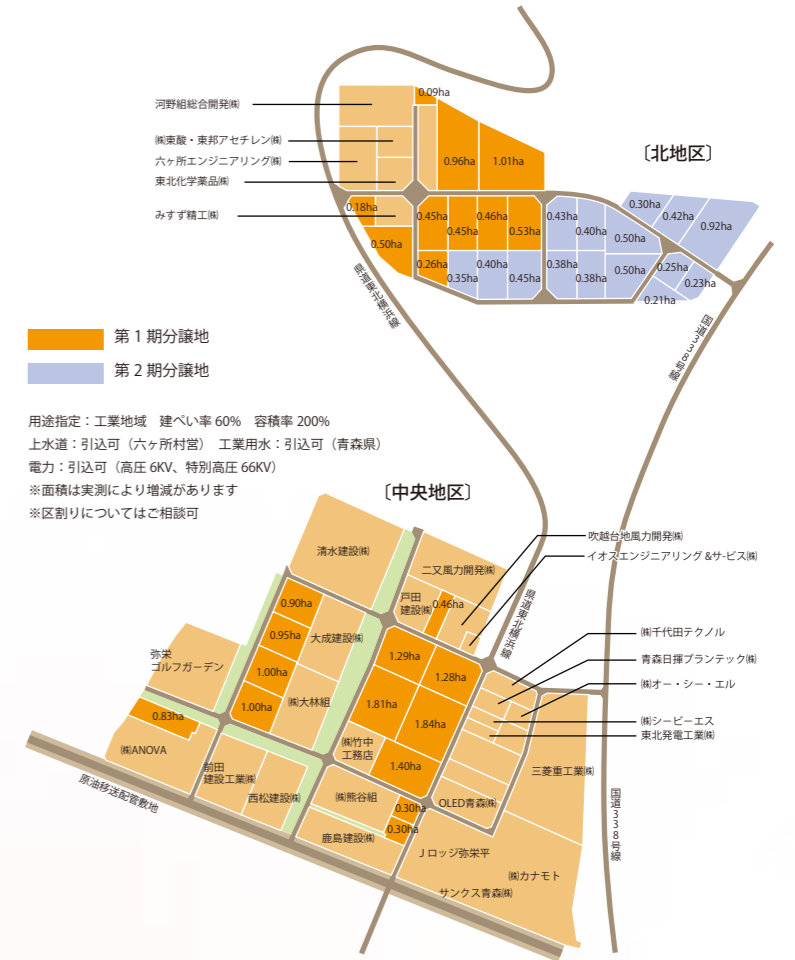 0.09ha
河野組総合開発㈱
㈱東酸・東邦アセチレン㈱
六ヶ所エンジニアリング㈱
東北化学薬品㈱
みすず精工㈱
0.96ha
1.01ha
〔北地区〕
0.18ha
0.50ha
0.45ha
0.45ha
0.46ha
0.53ha
0.26ha
0.35ha
0.40ha
0.45ha
0.43ha
0.40ha
0.50ha
0.38ha
0.38ha
0.50ha
0.30ha
0.42ha
0.92ha
0.25ha
0.23ha
0.21ha
県道東北横浜線
国道338号線
第1期分譲地
第2期分譲地
用途指定：工業地域　建ぺい率 60%　容積率 200%
上水道：引込可（六ヶ所村営）　工業用水：引込可（青森県）
電力：引込可（高圧 6KV、特別高圧 66KV）
※面積は実測により増減があります
※区割りについてはご相談可
〔中央地区〕
清水建設㈱
二又風力開発㈱
戸田
建設㈱
0.46ha
吹越台地風力開発㈱
イオスエンジニアリング&サービス㈱
県道東北横浜線
0.90ha
0.95ha
1.00ha
1.00ha
大成建設㈱
㈱大林組
弥栄
ゴルフガーデン
0.83ha
㈱ANOVA
1.29ha
1.28ha
1.81ha
1.84ha
1.40ha
㈱竹中
工務店
㈱千代田テクノル
青森日揮プランテック㈱
㈱オー・シー・エル
㈱シーピーエス
東北発電工業㈱
三菱重工業㈱
前田
建設工業㈱
西松建設㈱
㈱熊谷組
0.30ha
0.30ha
鹿島建設㈱
OLED青森㈱
Jロッジ弥栄平
㈱カナモト
サンクス青森㈱
原油移送配管敷地
国道338号線